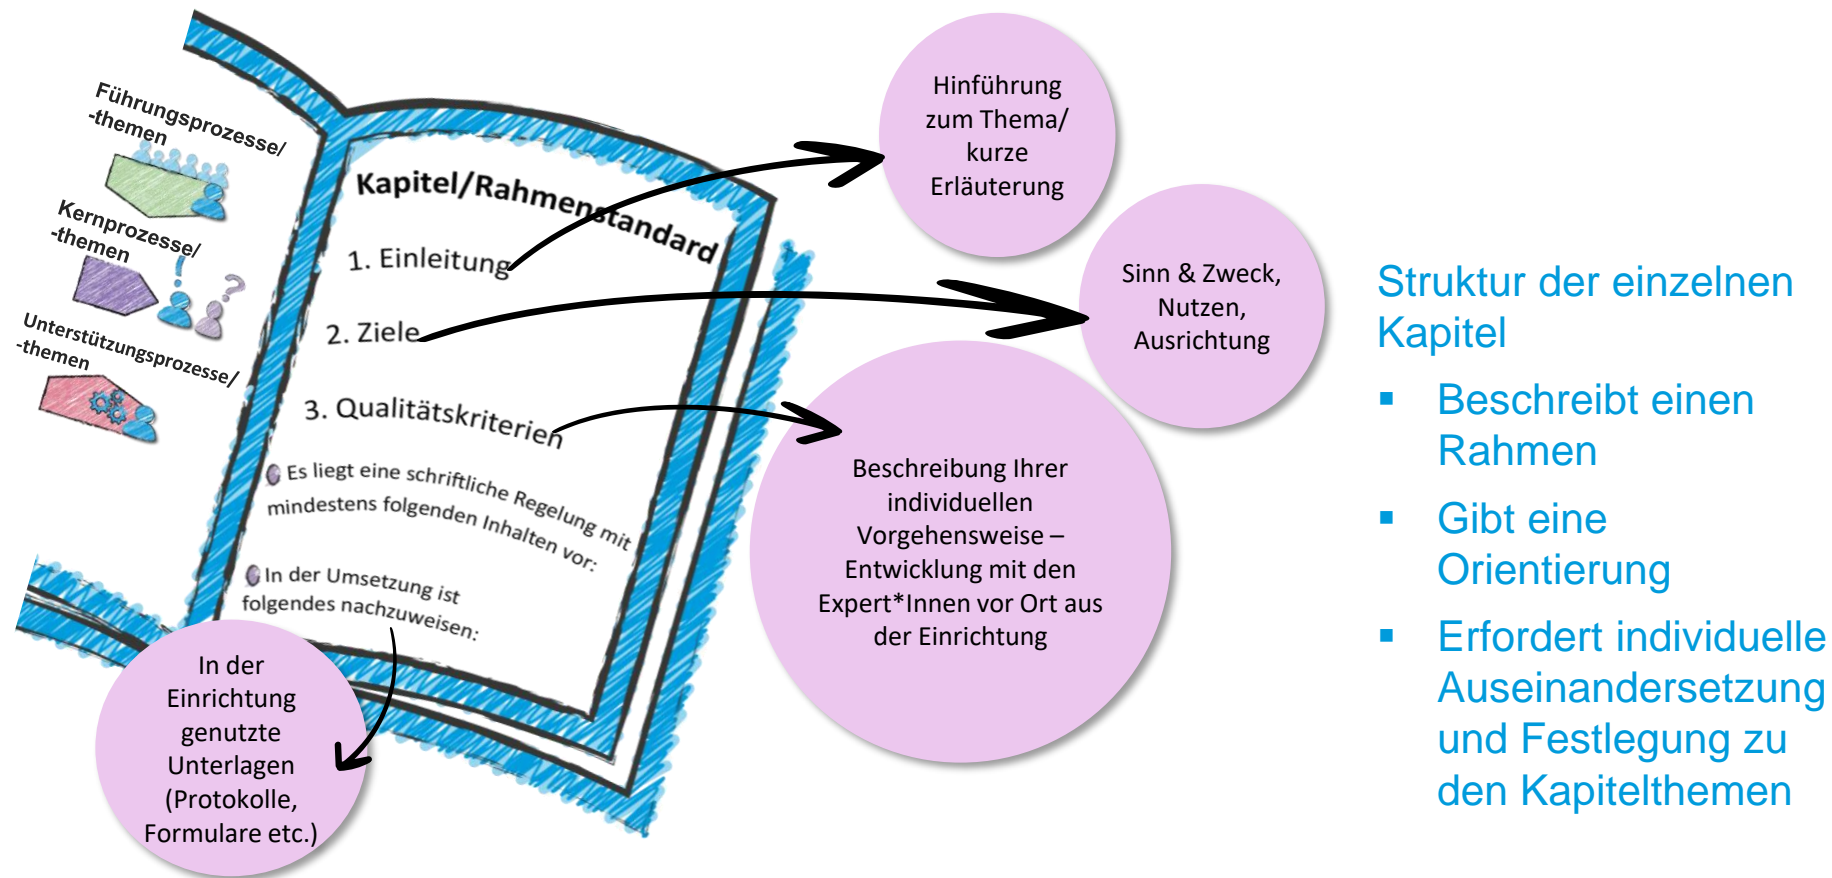 Führungsprozesse/
-themen
Kernprozesse/
-themen
Unterstützungsprozesse/
-themen
Kapitel/Rahmenstandard
1. Einleitung
2. Ziele
3. Qualitätskriterien
Es liegt eine schriftliche Regelung mit
mindestens folgenden Inhalten vor:
In der Umsetzung ist
folgendes nachzuweisen:
Hinführung
zum Thema/
kurze
Erläuterung
Sinn & Zweck,
Nutzen,
Ausrichtung
Beschreibung Ihrer
individuellen
Vorgehensweise –
Entwicklung mit den
Expert*Innen vor Ort aus
der Einrichtung
In der
Einrichtung
genutzte
Unterlagen
(Protokolle,
Formulare etc.)
Struktur der einzelnen
Kapitel
▪ Beschreibt einen
Rahmen
▪ Gibt eine
Orientierung
▪ Erfordert individuelle
Auseinandersetzung
und Festlegung zu
den Kapitelthemen